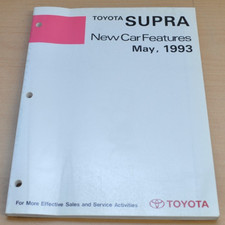 TOYOTA SUPRA
New Car Features
May, 1993
For More Effective Sales and Service Activities
TOYOTA